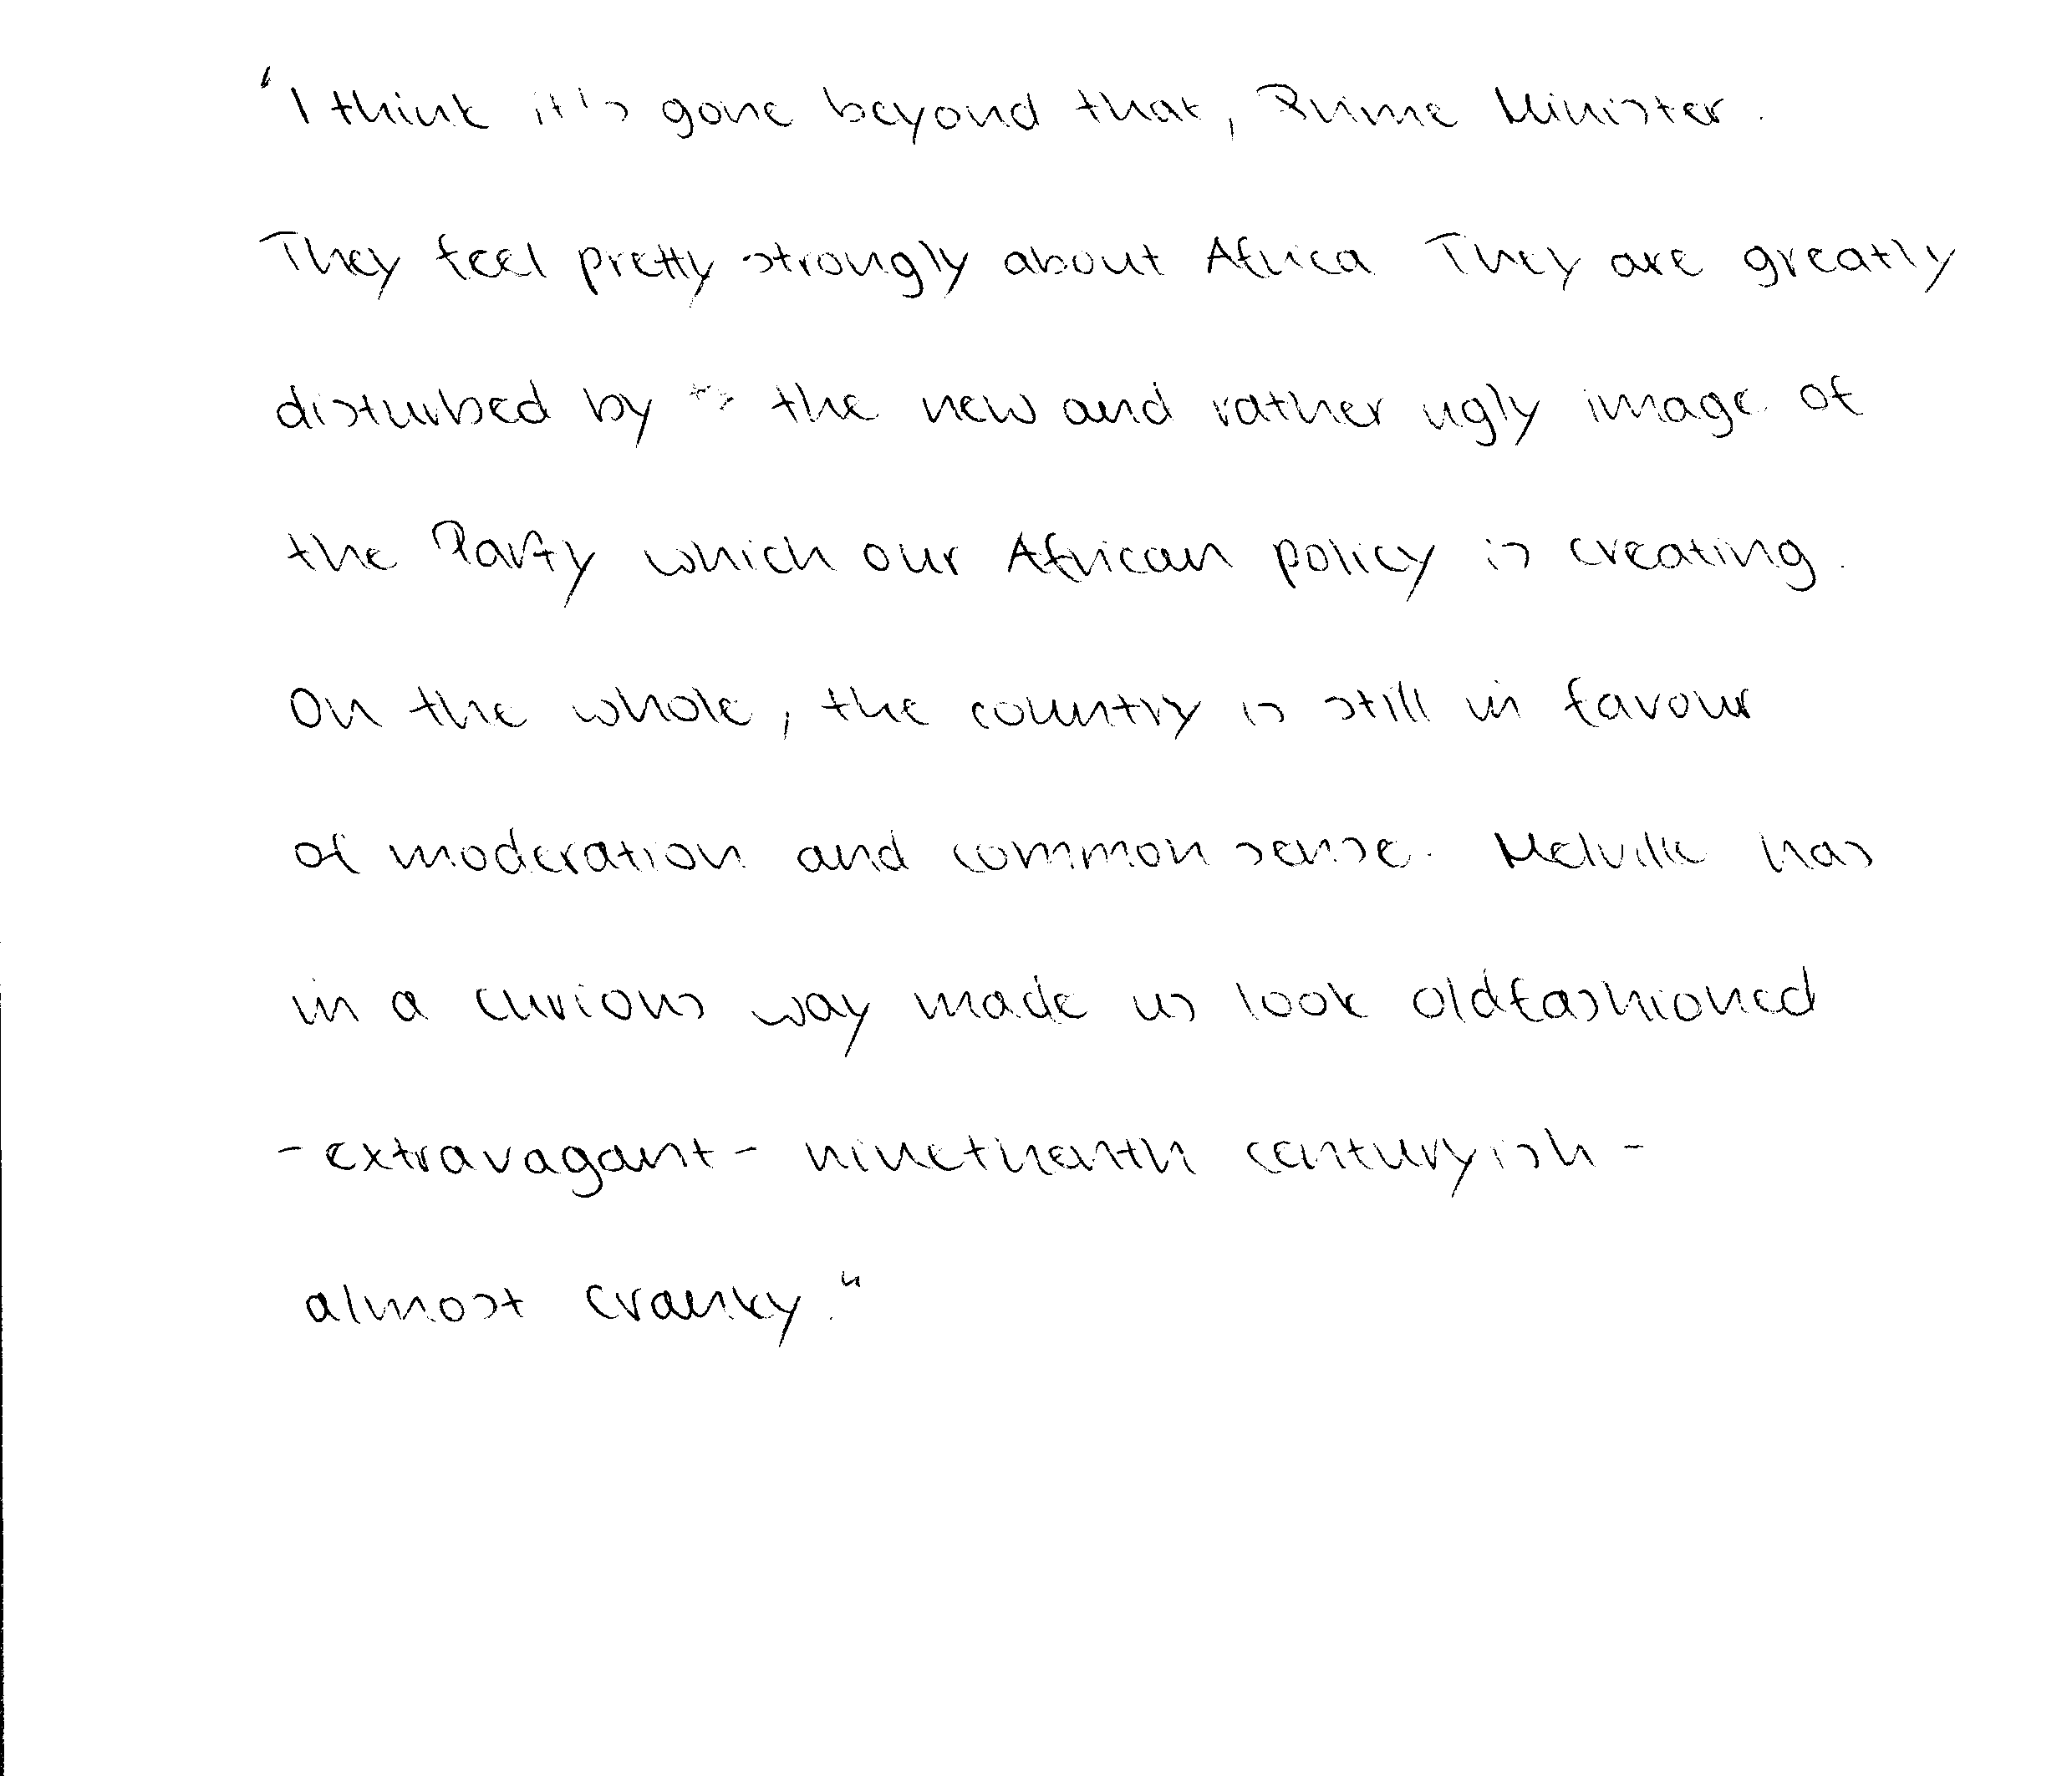 "I think it's gone beyond that, Prime Minister.
They feel pretty strongly about Africa They are greatly
disturbed by the new and rather ugly image of
the Party which our African policy is creating.
On the whole, the country is still in favour
of moderation and common sense. Melville has
in a curious way made us look oldfashioned
- extravagant - ninethenth centuryish -
almost cranky."